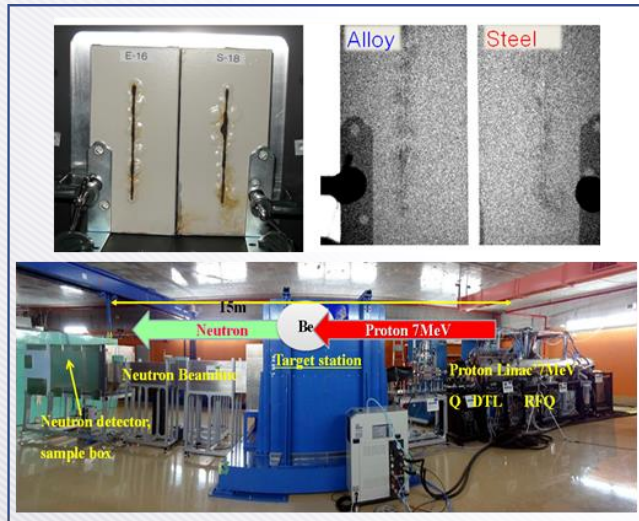 E-16
S-18
Alloy
Steel
15m
Neutron
Be
Proton 7MeV
Target station
Neutron Beamline
Proton Linac 7MeV
Q DTL RFQ
Neutron detector,
sample box